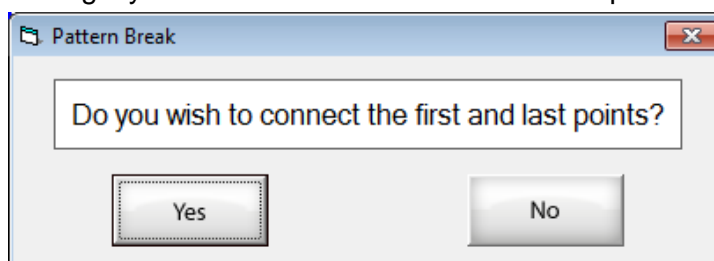 Pattern Break
Do you wish to connect the first and last points?
Yes
No